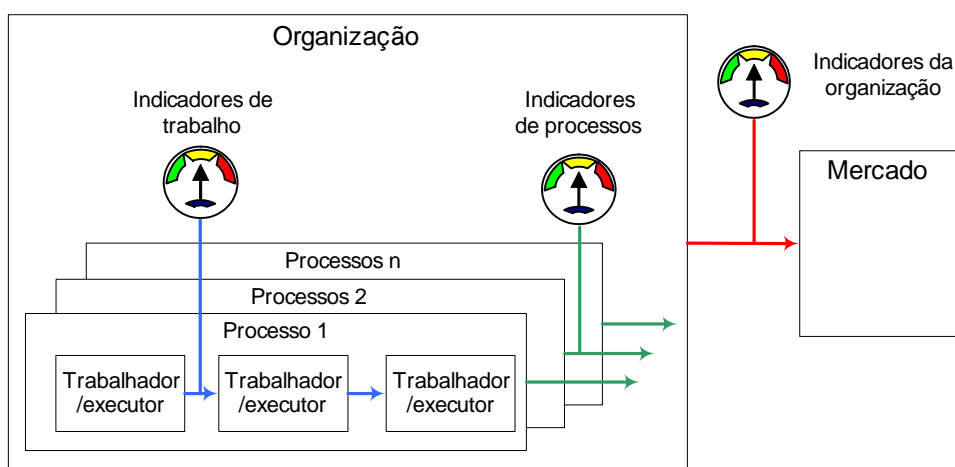 Organização
Indicadores da
organização
Indicadores de
trabalho
Indicadores
de processos
Mercado
Processos n
Processos 2
Processo 1
Trabalhador
/executor
Trabalhador
/executor
Trabalhador
/executor